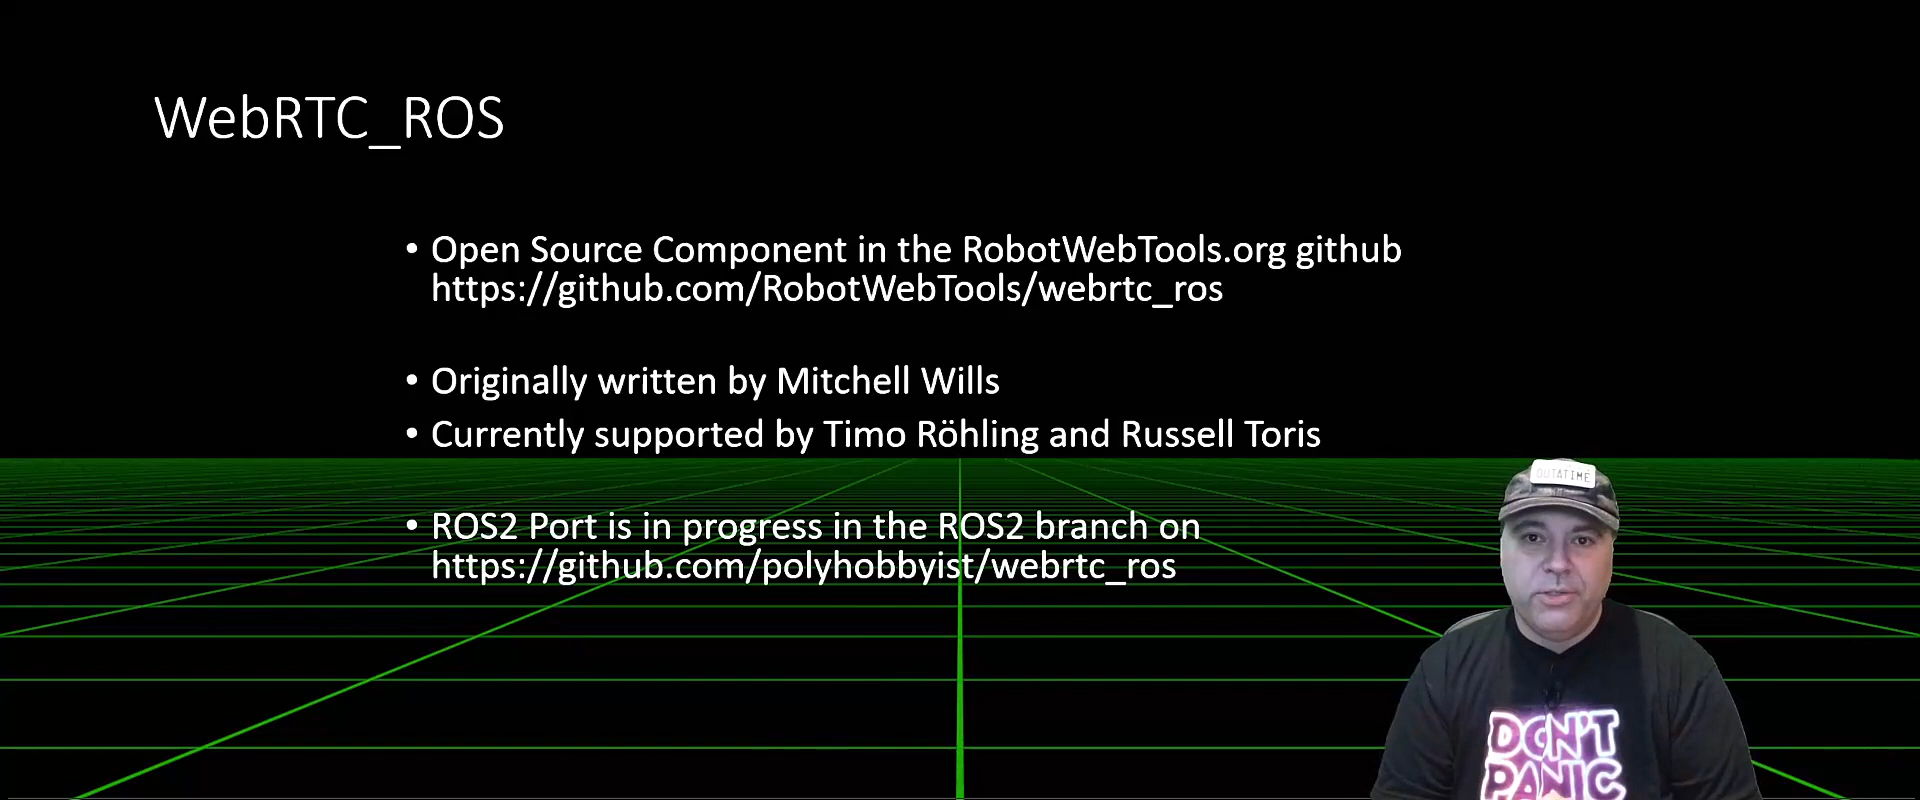 WebRTC_ROS
• Open Source Component in the RobotWebTools.org github
https://github.com/RobotWebTools/webrtc_ros
• Originally written by Mitchell Wills
• Currently supported by Timo Röhling and Russell Toris
• ROS2 Port is in progress in the ROS2 branch on
https://github.com/polyhobbyist/webrtc_ros
OUTATIME
DON'T
PANIC